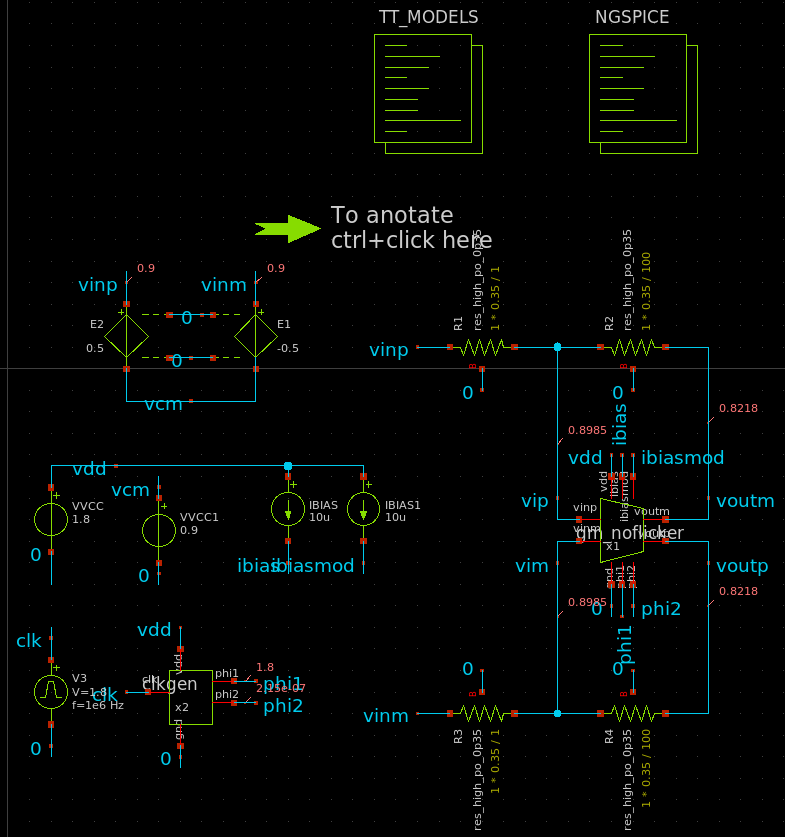 TT_MODELS
NGSPICE
To anotate
ctrl+click here
vinp
0.9
vinm
0.9
E2
0.5
E1
-0.5
0
0
vcm
R1
res_high_po_0p35
1 * 0.35 / 1
R2
res_high_po_0p35
1 * 0.35 / 100
vinp
B
0
B
0
0.8985
0.8218
vdd
vcm
VVCC
1.8
0
VVCC1
0.9
0
IBIAS
10u
IBIAS1
10u
ibias
ibiasmod
ibias
vdd
ibiasmod
vdd
ibias
ibiasmod
vip
vinp
vinm
voutm
gm_noflicker
x1
voutm
vim
voutp
gnd
phi1
phi2
0.8985
0
phi2
phi1
0.8218
clk
V3
V=1.8
f=1e6 Hz
0
vdd
vdd
clk
clk
clkgen
x2
gnd
0
phi1
phi2
1.8
phi1
phi2
0
B
0
B
vinm
R3
res_high_po_0p35
1 * 0.35 / 1
R4
res_high_po_0p35
1 * 0.35 / 100